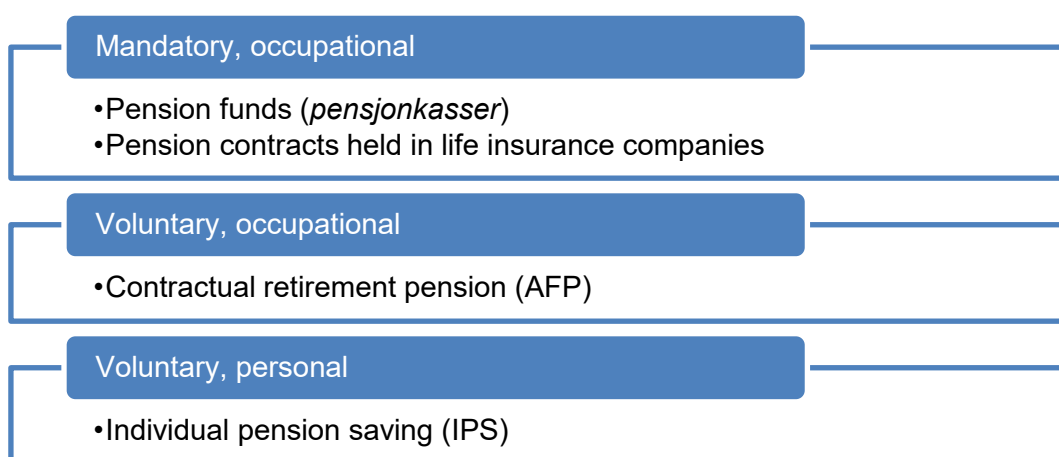 Mandatory, occupational
•Pension funds (pensjonkasser)
•Pension contracts held in life insurance companies
Voluntary, occupational
•Contractual retirement pension (AFP)
Voluntary, personal
•Individual pension saving (IPS)